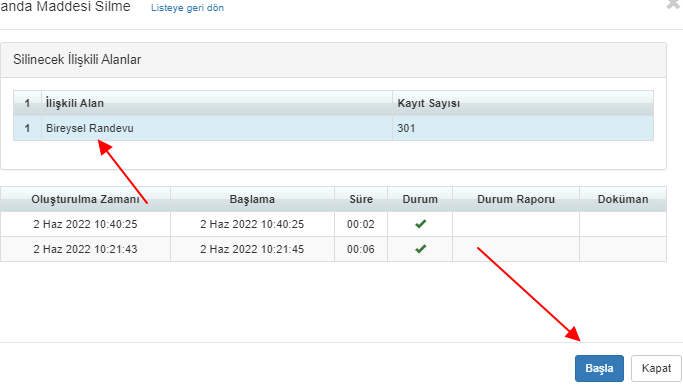 anda Maddesi Silme Listeye geri dön
Silinecek İlişkili Alanlar
1 İlişkili Alan Kayıt Sayısı
1 Bireysel Randevu 301
Oluşturulma Zamanı Başlama Süre Durum Durum Raporu Doküman
2 Haz 2022 10:40:25 2 Haz 2022 10:40:25 00:02
2 Haz 2022 10:21:43 2 Haz 2022 10:21:45 00:06
Başla Kapat